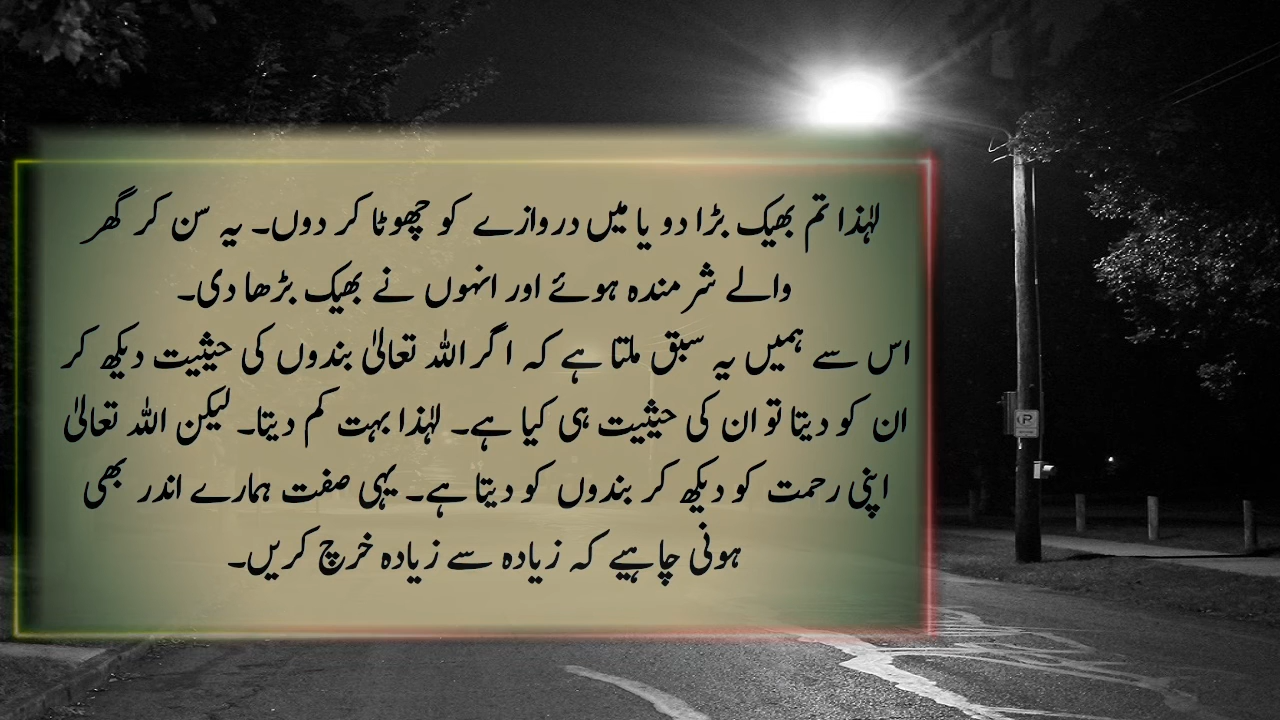 لہٰذا تم بھیک بڑا دو یا میں دروازے کو چھوٹا کر دوں۔ یہ سن کر گھر
والے شرمندہ ہوئے اور انہوں نے بھیک بڑھا دی۔
اس سے ہمیں یہ سبق ملتا ہے کہ اگر اللہ تعالیٰ بندوں کی حیثیت دیکھ کر
ان کو دیتا تو ان کی حیثیت ہی کیا ہے۔ لہٰذا بہت کم دیتا۔ لیکن اللہ تعالیٰ
اپنی رحمت کو دیکھ کر بندوں کو دیتا ہے۔ یہی صفت ہمارے اندر بھی
ہونی چاہیے کہ زیادہ سے زیادہ خرچ کریں۔
P